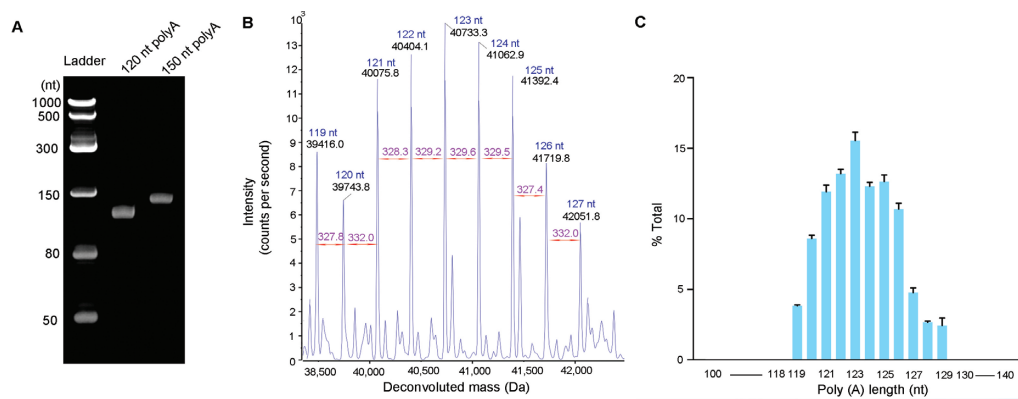 A
Ladder
(nt)
120 nt polyA
150 nt polyA
1000
500
300
150
80
50
B
10³
13
12
11
10
9
8
7
6
5
4
3
2
1
0
Intensity
(counts per second)
119 nt
39416.0
120 nt
39743.8
121 nt
40075.8
122 nt
40404.1
123 nt
40733.3
124 nt
41062.9
125 nt
41392.4
126 nt
41719.8
127 nt
42051.8
327.8
332.0
328.3
329.2
329.6
329.5
327.4
332.0
38,500
40,000
40,500
41,000
41,500
42,000
Deconvoluted mass (Da)
C
20
15
10
5
0
% Total
100 118 119 121 123 125 127 129 130 140
Poly (A) length (nt)